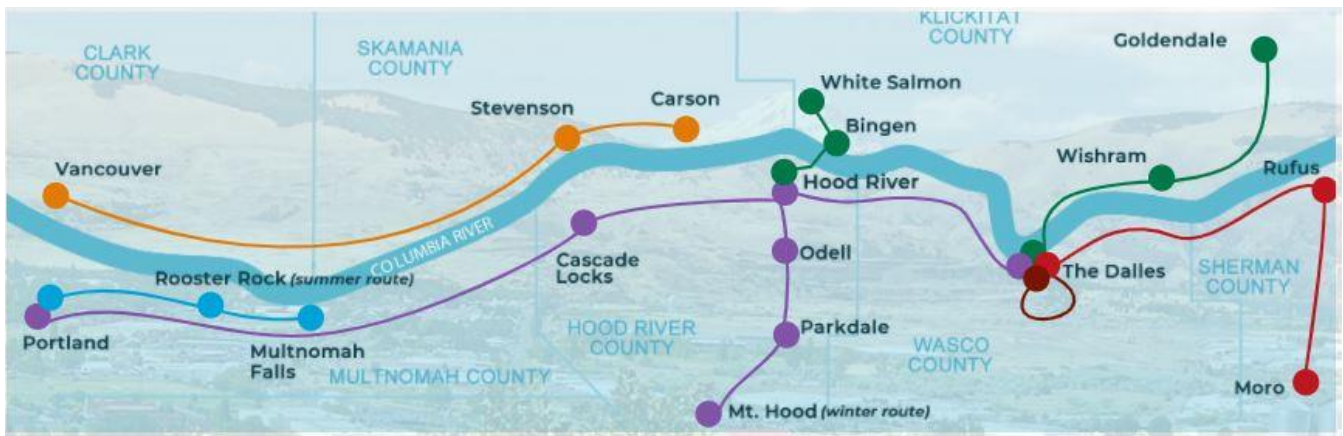 KLICKITAT
COUNTY
CLARK
COUNTY
SKAMANIA
COUNTY
Goldendale
White Salmon
Stevenson
Carson
Bingen
Vancouver
Wishram
Rufus
Hood River
COLUMBIA RIVER
Rooster Rock (summer route)
Cascade
Locks
Odell
The Dalles
SHERMAN
COUNTY
Portland
Multnomah
Falls
HOOD RIVER
COUNTY
Parkdale
WASCO
COUNTY
MULTNOMAH COUNTY
Moro
Mt. Hood (winter route)